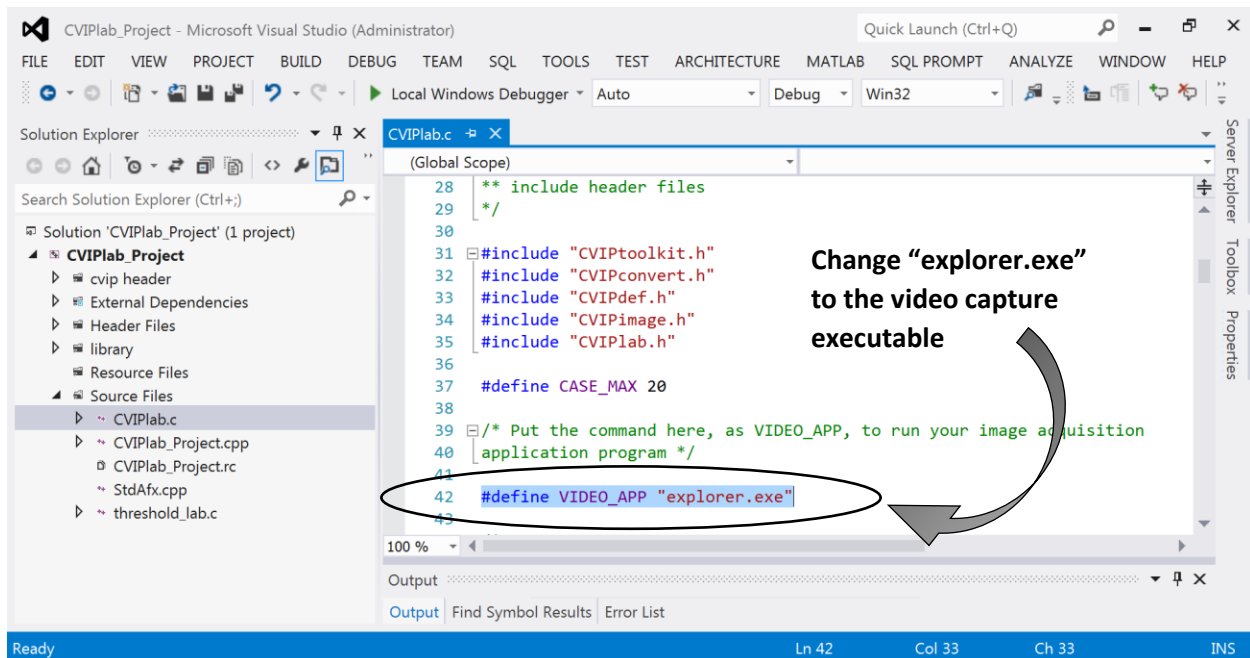 CVIPlab_Project - Microsoft Visual Studio (Administrator)
Quick Launch (Ctrl+Q)
FILE EDIT VIEW PROJECT BUILD DEBUG TEAM SQL TOOLS TEST ARCHITECTURE MATLAB SQL PROMPT ANALYZE WINDOW HELP
Local Windows Debugger Auto Debug Win32
Solution Explorer
Search Solution Explorer (Ctrl+;)
Solution 'CVIPlab_Project' (1 project)
CVIPlab_Project
cvip header
External Dependencies
Header Files
library
Resource Files
Source Files
CVIPlab.c
CVIPlab_Project.cpp
CVIPlab_Project.rc
StdAfx.cpp
threshold_lab.c
CVIPlab.c
(Global Scope)
28 ** include header files
29 */
30
31 #include "CVIPtoolkit.h"
32 #include "CVIPconvert.h"
33 #include "CVIPdef.h"
34 #include "CVIPimage.h"
35 #include "CVIPlab.h"
36
37 #define CASE_MAX 20
38
39 /* Put the command here, as VIDEO_APP, to run your image acquisition
40 application program */
41
42 #define VIDEO_APP "explorer.exe"
43
Change “explorer.exe”
to the video capture
executable
100 %
Output
Output Find Symbol Results Error List
Server Explorer
Toolbox
Properties
Ready Ln 42 Col 33 Ch 33 INS